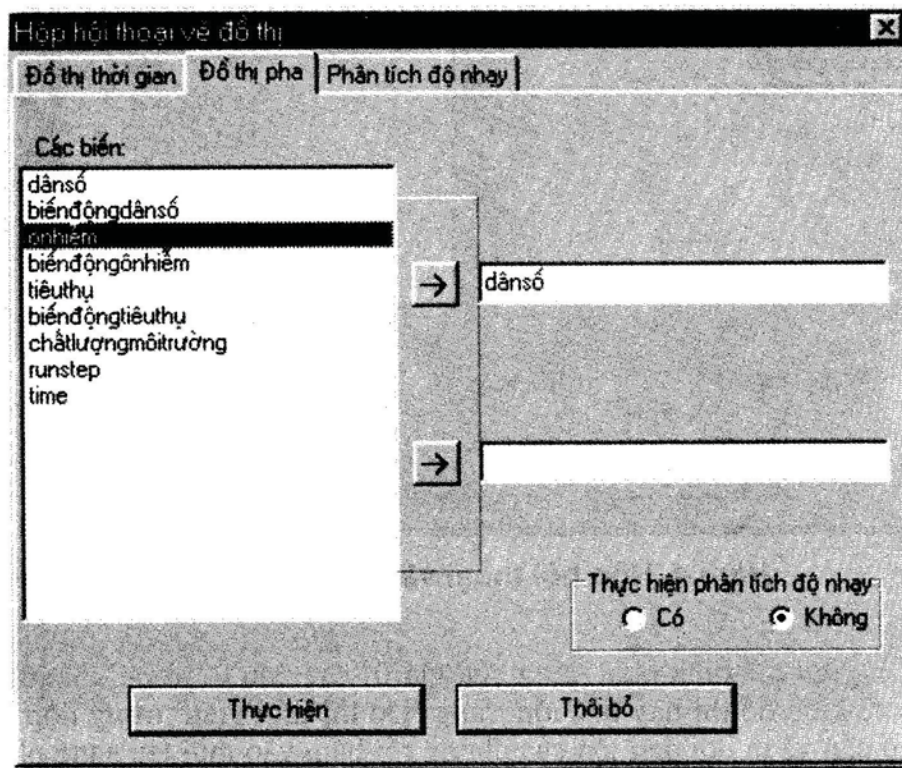 Hộp hội thoại vẽ đồ thị
Đồ thị thời gian Đồ thị pha Phân tích độ nhạy
Các biến:
dânsố
biếnđộngdânsố
ônhiễm
biếnđộngônhiễm
tiêuthụ
biếnđộngtiêuthụ
chấtlượngmôitrường
runstep
time
dânsố
Thực hiện phân tích độ nhạy
Có Không
Thực hiện Thôi bỏ